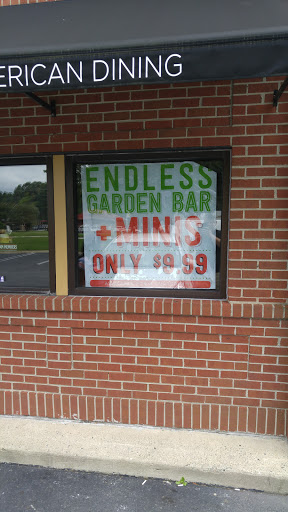 ERICAN DINING
ENDLESS
GARDEN BAR
+MINIS
ONLY $9.99